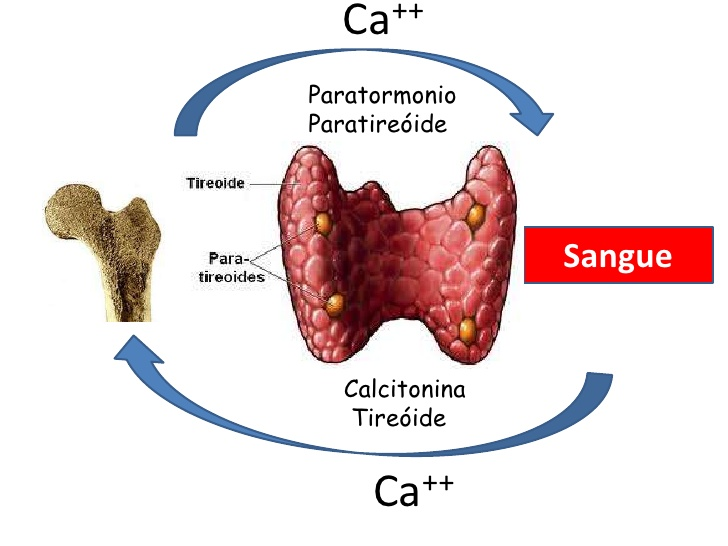 Ca⁺⁺
Paratormonio
Paratireóide
Tireoide
Para-
tireoides
Sangue
Calcitonina
Tireóide
Ca⁺⁺